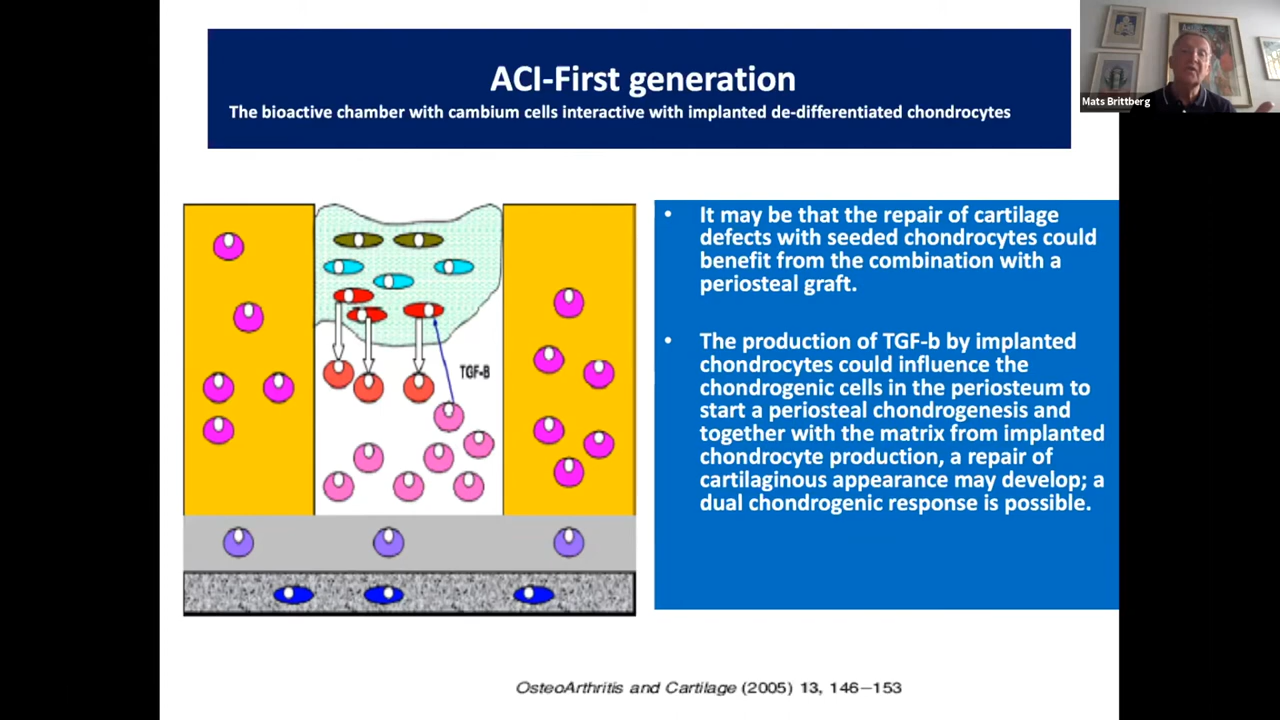 ACI-First generation
The bioactive chamber with cambium cells interactive with implanted de-differentiated chondrocytes
Mats Brittberg
• It may be that the repair of cartilage
defects with seeded chondrocytes could
benefit from the combination with a
periosteal graft.
• The production of TGF-b by implanted
chondrocytes could influence the
chondrogenic cells in the periosteum to
start a periosteal chondrogenesis and
together with the matrix from implanted
chondrocyte production, a repair of
cartilaginous appearance may develop; a
dual chondrogenic response is possible.
TGF-B
OsteoArthritis and Cartilage (2005) 13, 146–153